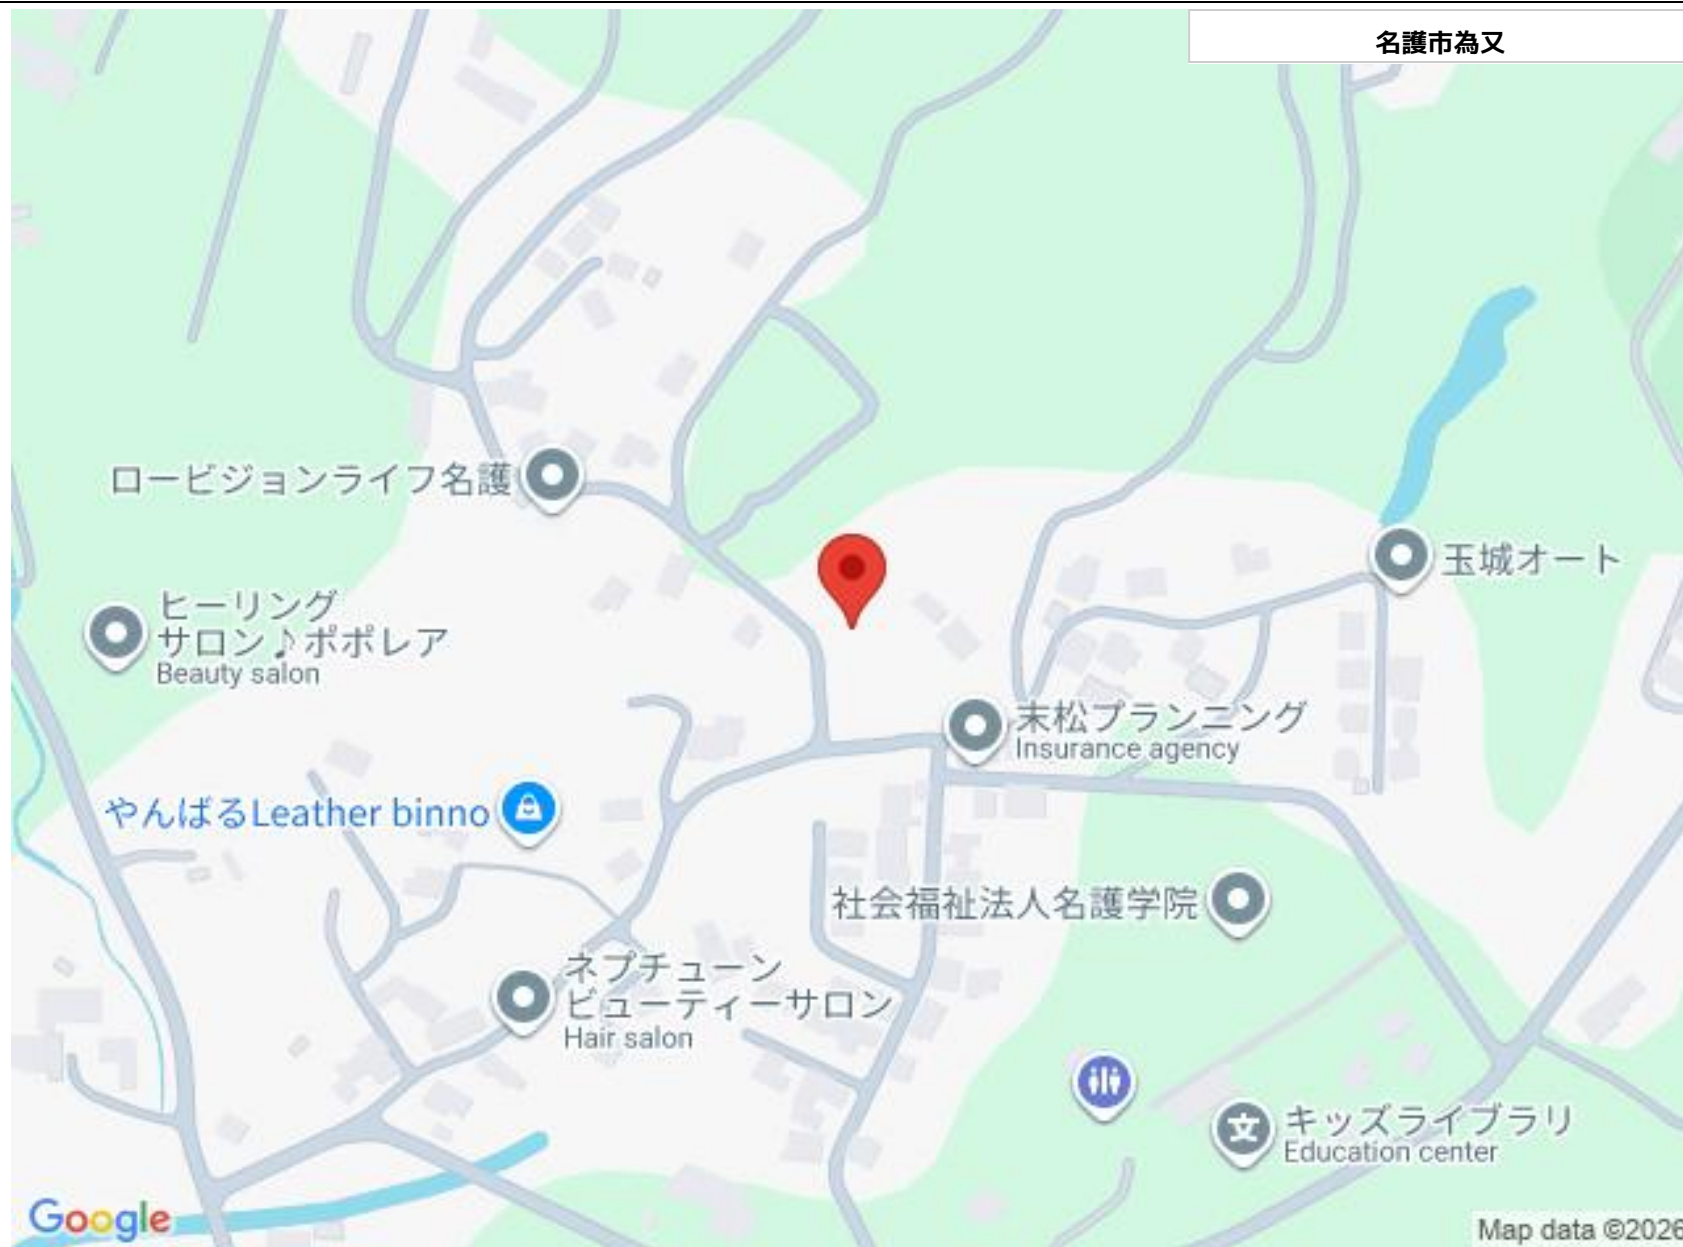 名護市為又
ロービジョンライフ名護
玉城オート
ヒーリング
サロン♪ポポレア
Beauty salon
末松プランニング
Insurance agency
やんばるLeather binno
社会福祉法人名護学院
ネプチューン
ビューティーサロン
Hair salon
キッズライブラリ
Education center
文
Google
Map data ©2026